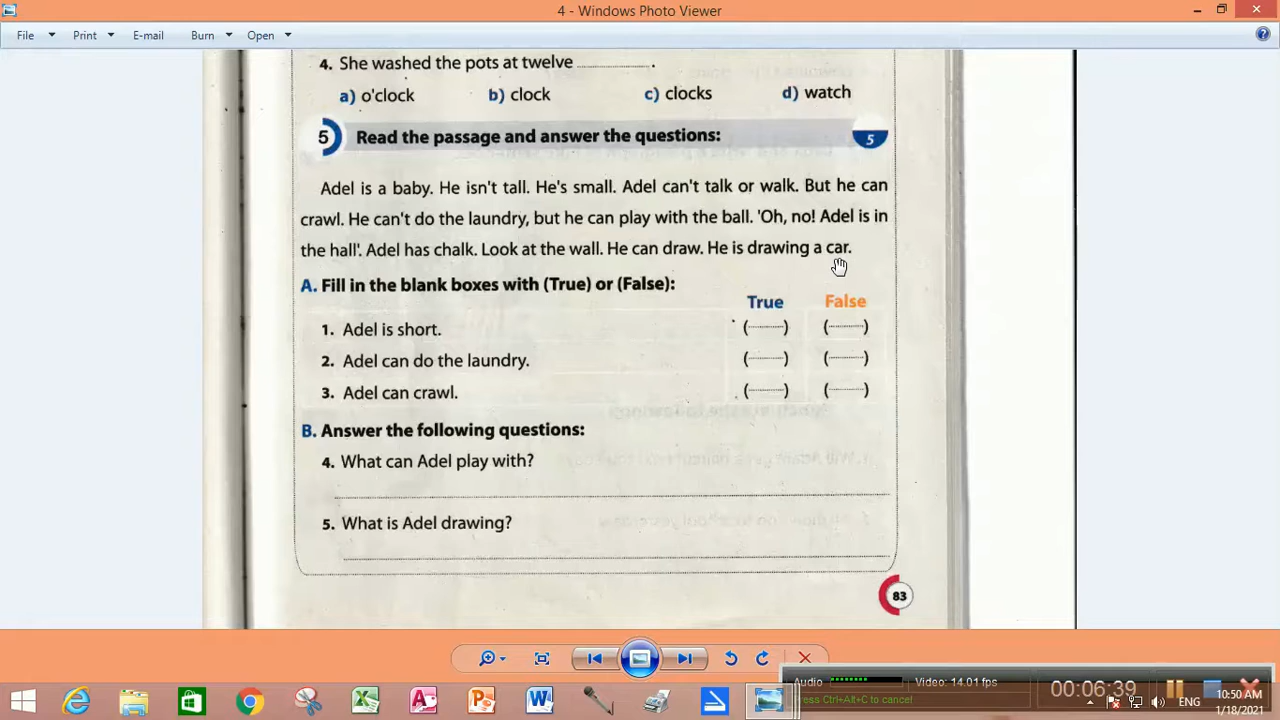 4 - Windows Photo Viewer
File Print E-mail Burn Open
4. She washed the pots at twelve .............. .
a) o'clock b) clock c) clocks d) watch
5 Read the passage and answer the questions: 5
Adel is a baby. He isn't tall. He's small. Adel can't talk or walk. But he can
crawl. He can't do the laundry, but he can play with the ball. 'Oh, no! Adel is in
the hall'. Adel has chalk. Look at the wall. He can draw. He is drawing a car.
A. Fill in the blank boxes with (True) or (False):
True False
1. Adel is short. (............) (............)
2. Adel can do the laundry. (............) (............)
3. Adel can crawl. (............) (............)
B. Answer the following questions:
4. What can Adel play with?
5. What is Adel drawing?
83
Audio Video: 14.01 fps
Press Ctrl+Alt+C to cancel
00:06:39
ENG
10:50 AM
1/18/2021